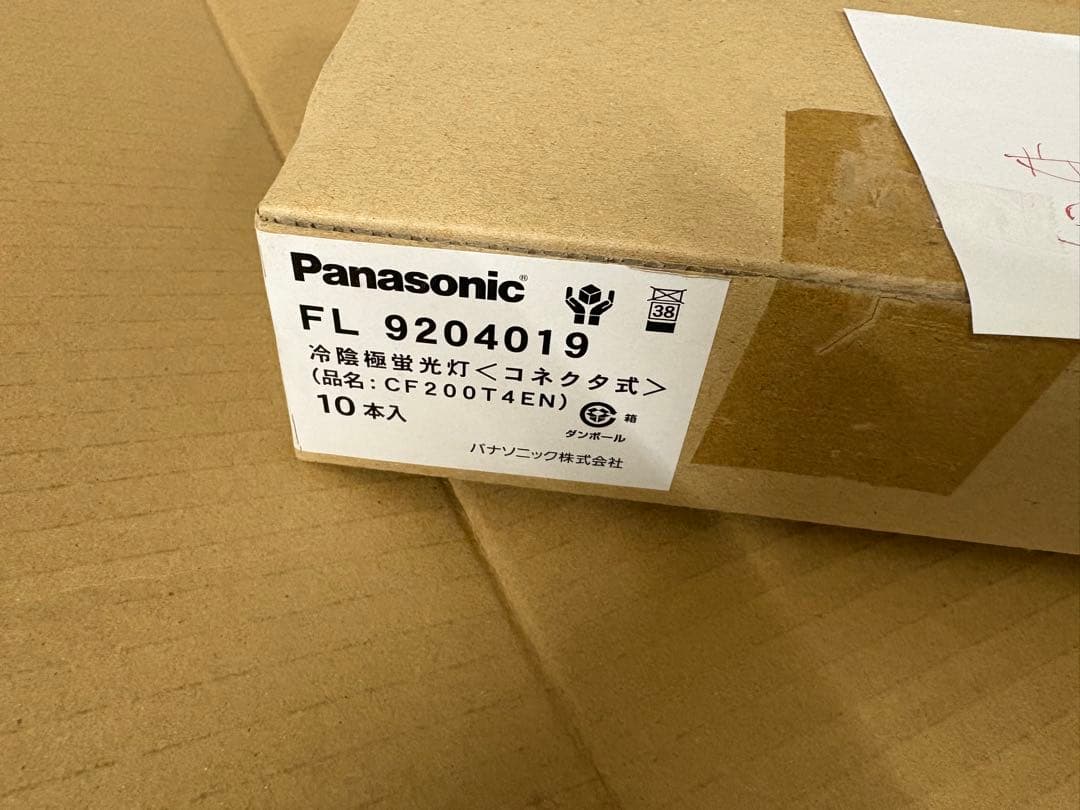 Panasonic®
38
FL 9204019
冷陰極蛍光灯＜コネクタ式＞
(品名：CF200T4EN)
10本入
箱
ダンボール
パナソニック株式会社